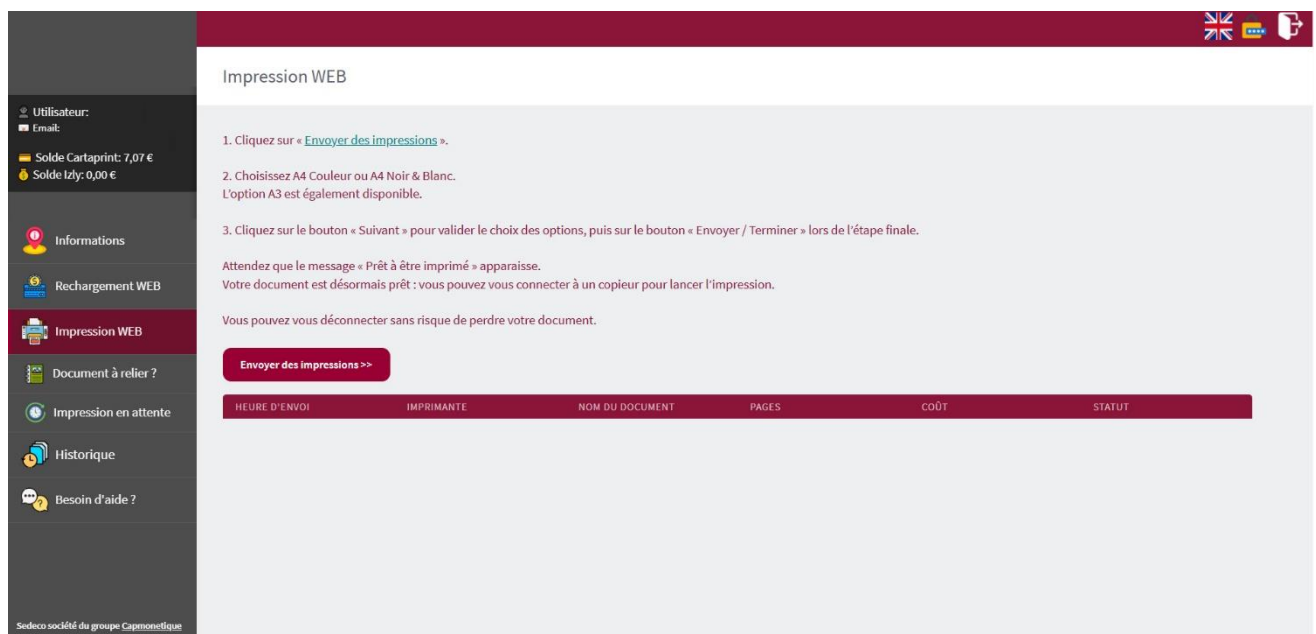 Impression WEB
Utilisateur:
Email:
Solde Cartaprint: 7,07 €
Solde Izly: 0,00 €
Informations
Rechargement WEB
Impression WEB
Document à relier ?
Impression en attente
Historique
Besoin d'aide ?
Sedeco société du groupe Capmonetique
1. Cliquez sur « Envoyer des impressions ».
2. Choisissez A4 Couleur ou A4 Noir & Blanc.
L'option A3 est également disponible.
3. Cliquez sur le bouton « Suivant » pour valider le choix des options, puis sur le bouton « Envoyer / Terminer » lors de l'étape finale.
Attendez que le message « Prêt à être imprimé » apparaisse.
Votre document est désormais prêt : vous pouvez vous connecter à un copieur pour lancer l'impression.
Vous pouvez vous déconnecter sans risque de perdre votre document.
Envoyer des impressions >>
HEURE D'ENVOI IMPRIMANTE NOM DU DOCUMENT PAGES COÛT STATUT